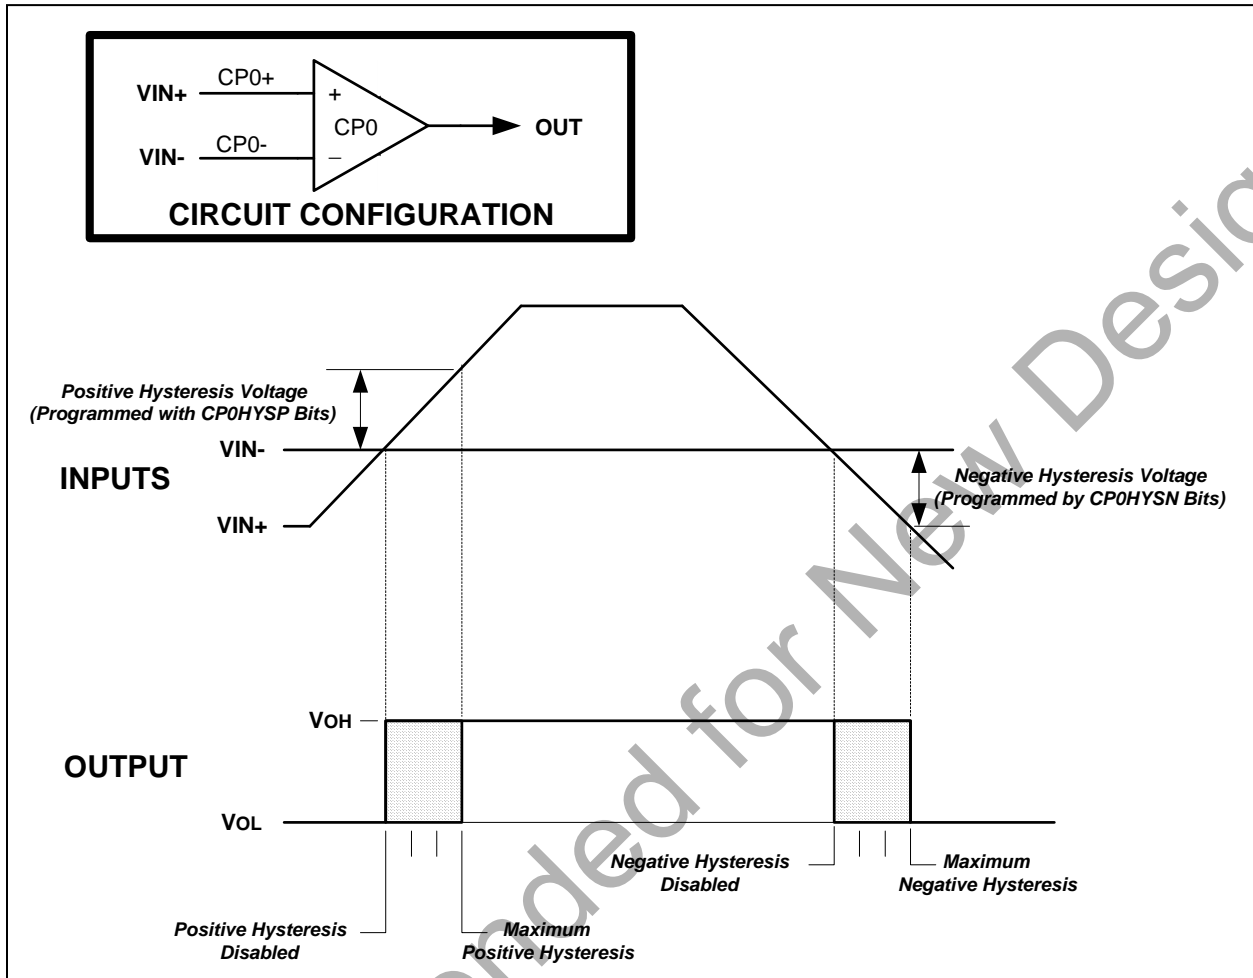 VIN+
CP0+
+
CP0
VIN-
CP0-
−
OUT
CIRCUIT CONFIGURATION
Positive Hysteresis Voltage
(Programmed with CP0HYSP Bits)
VIN-
INPUTS
VIN+
Negative Hysteresis Voltage
(Programmed by CP0HYSN Bits)
VOH
OUTPUT
VOL
Negative Hysteresis
Disabled
Maximum
Negative Hysteresis
Positive Hysteresis
Disabled
Maximum
Positive Hysteresis
for New